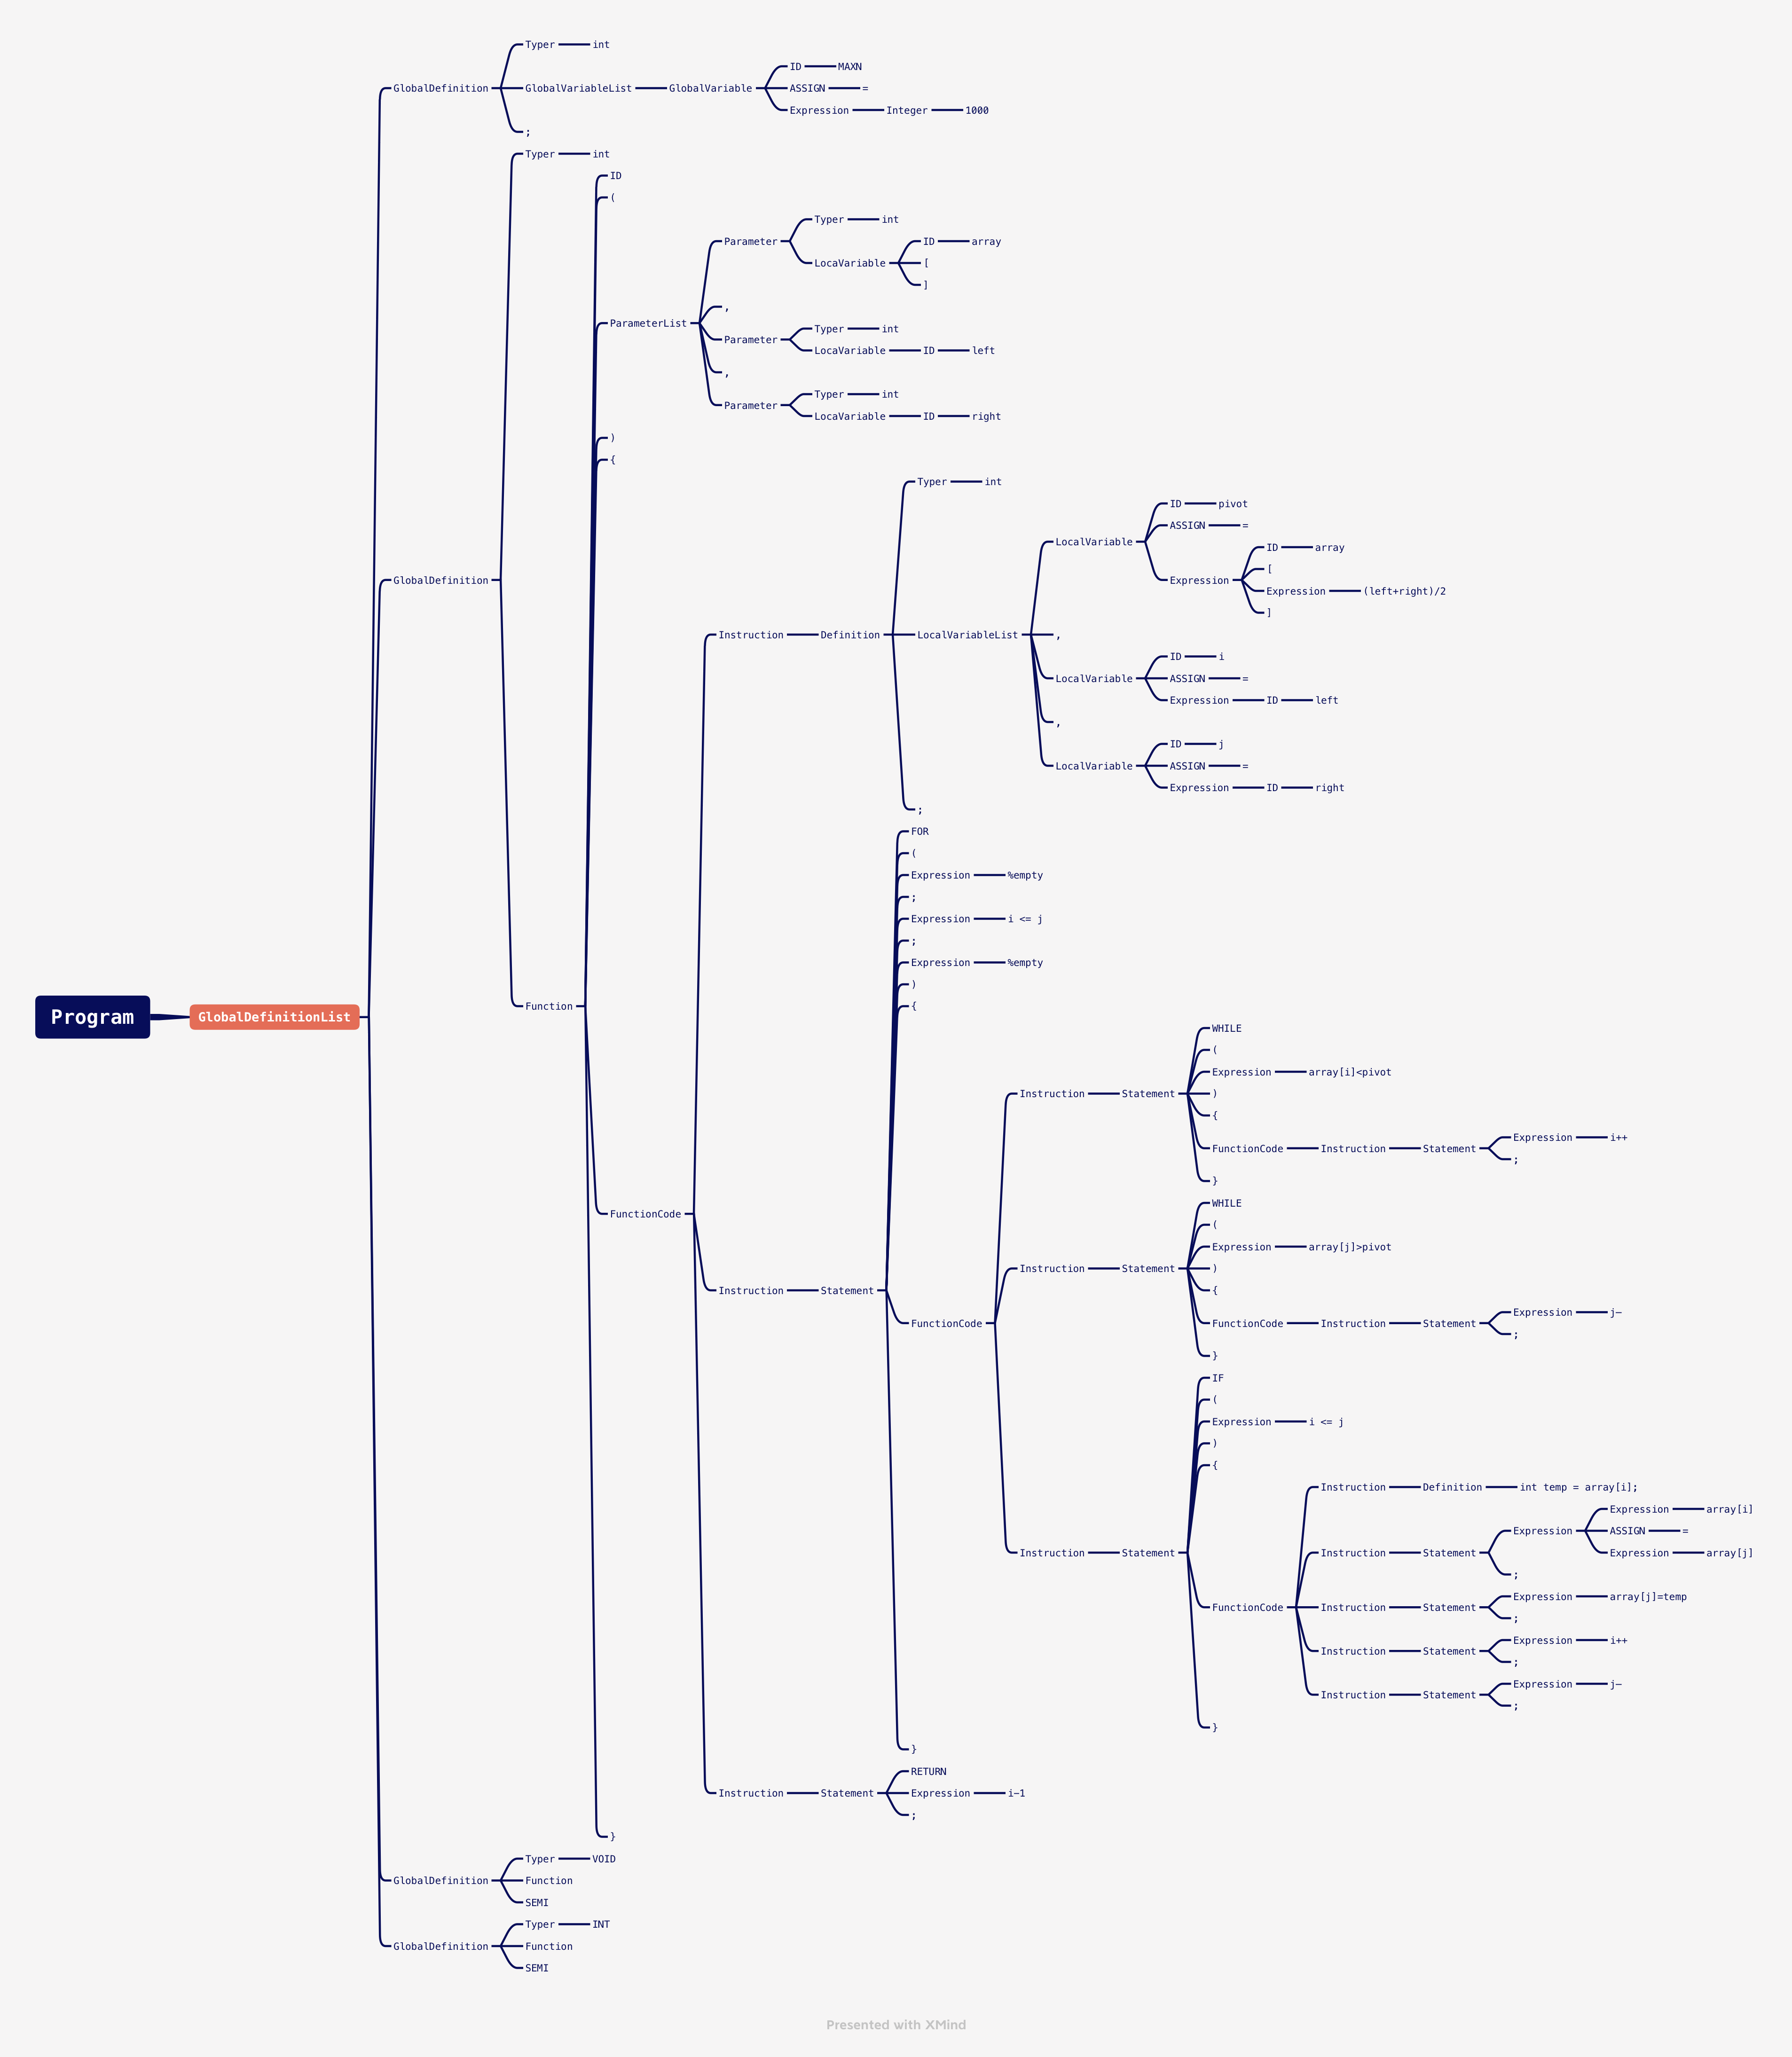 Typer int
ID MAXN
GlobalDefinition GlobalVariableList GlobalVariable ASSIGN =
Expression Integer 1000
;
Typer int
ID
(
Typer int
Parameter ID array
LocaVariable [
]
,
ParameterList Typer int
Parameter
LocaVariable ID left
,
Typer int
Parameter
LocaVariable ID right
)
{
Typer int
ID pivot
ASSIGN =
LocalVariable
ID array
[
GlobalDefinition Expression
Expression (left+right)/2
]
Instruction Definition LocalVariableList ,
ID i
LocalVariable ASSIGN =
Expression ID left
,
ID j
LocalVariable ASSIGN =
Expression ID right
;
FOR
(
Expression %empty
;
Expression i <= j
;
Expression %empty
)
Function {
Program GlobalDefinitionList
WHILE
(
Expression array[i]<pivot
Instruction Statement )
{
Expression i++
FunctionCode Instruction Statement
;
}
WHILE
FunctionCode
(
Expression array[j]>pivot
Instruction Statement )
Instruction Statement {
Expression j—
FunctionCode FunctionCode Instruction Statement
;
}
IF
(
Expression i <= j
)
{
Instruction Definition int temp = array[i];
Expression array[i]
Expression ASSIGN =
Instruction Statement Instruction Statement Expression array[j]
;
Expression array[j]=temp
FunctionCode Instruction Statement
;
Expression i++
Instruction Statement
;
Expression j—
Instruction Statement
;
}
}
RETURN
Instruction Statement Expression i-1
;
}
Typer VOID
GlobalDefinition Function
SEMI
Typer INT
GlobalDefinition Function
SEMI
Presented with XMind